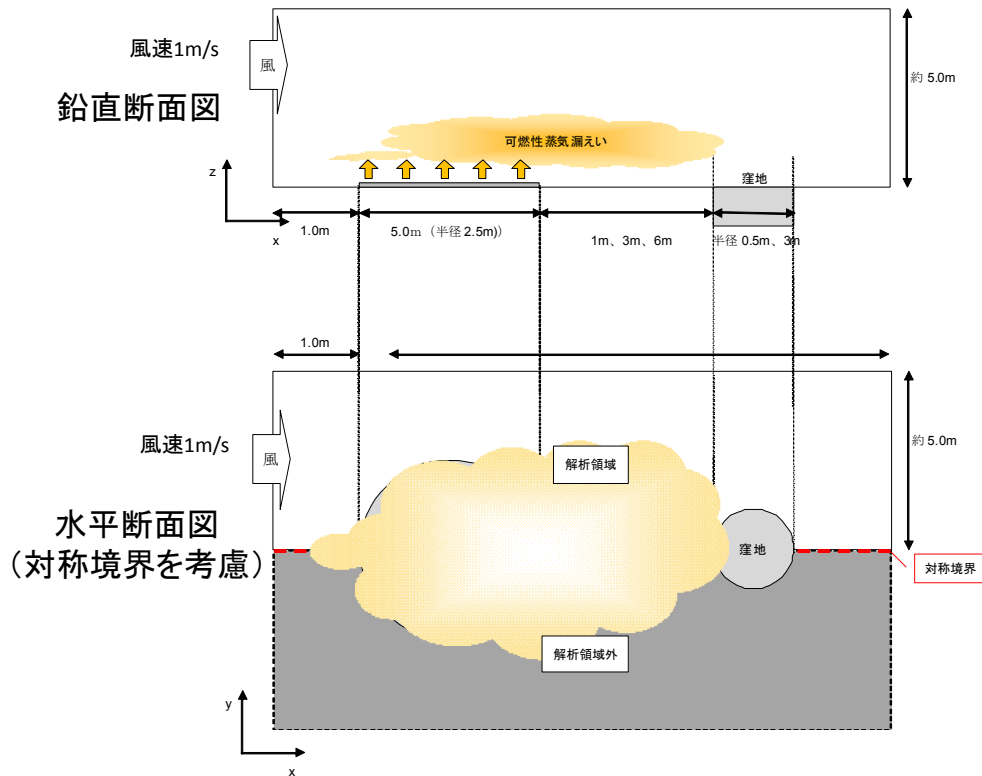 風速1m/s
風
鉛直断面図
可燃性蒸気漏えい
約 5.0m
窪地
z
x
1.0m
5.0m（半径 2.5m)）
1m、3m、6m
半径 0.5m、3m
1.0m
風速1m/s
風
解析領域
約 5.0m
水平断面図
（対称境界を考慮）
窪地
対称境界
解析領域外
y
x